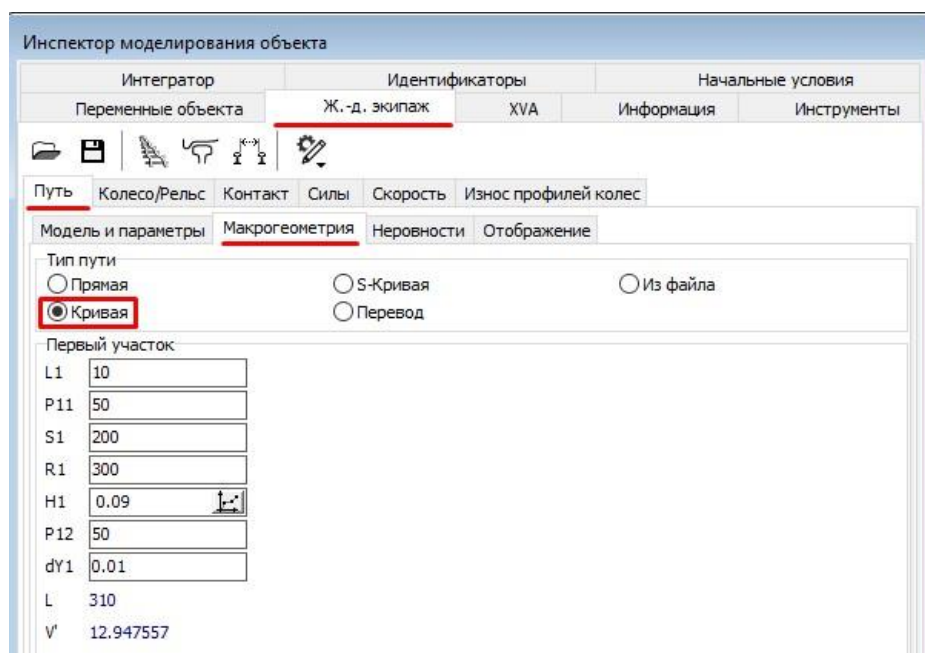 Инспектор моделирования объекта
Интегратор Идентификаторы Начальные условия
Переменные объекта Ж.-д. экипаж XVA Информация Инструменты
Путь Колесо/Рельс Контакт Силы Скорость Износ профилей колес
Модель и параметры Макрогеометрия Неровности Отображение
Тип пути
Прямая S-Кривая Из файла
Кривая Перевод
Первый участок
L1 10
P11 50
S1 200
R1 300
H1 0.09
P12 50
dY1 0.01
L 310
V' 12.947557